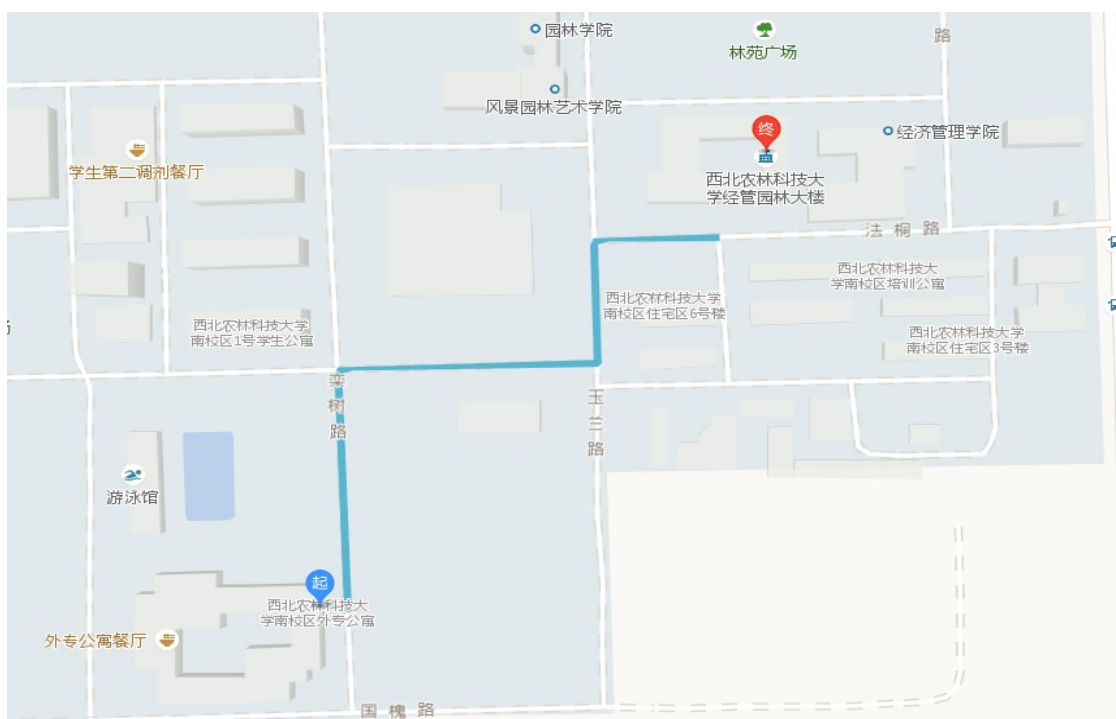 园林学院
林苑广场
路
风景园林艺术学院
终
经济管理学院
学生第二调剂餐厅
西北农林科技大
学经管园林大楼
法桐路
西北农林科技大
学南校区培训公寓
西北农林科技大学
南校区住宅区6号楼
西北农林科技大学
南校区1号学生公寓
西北农林科技大学
南校区住宅区3号楼
栾树路
玉兰路
游泳馆
起
西北农林科技大
学南校区外专公寓
外专公寓餐厅
国槐路